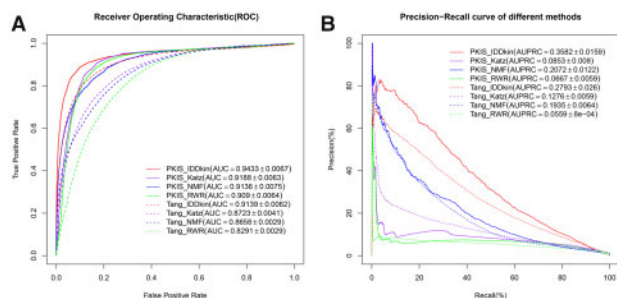 A
Receiver Operating Characteristic(ROC)
True Positive Rate
1.0
0.8
0.6
0.4
0.2
0.0
PKIS_IDDkin(AUC = 0.9433±0.0067)
PKIS_Katz(AUC = 0.9188±0.0063)
PKIS_NMF(AUC = 0.9136±0.0075)
PKIS_RWR(AUC = 0.909±0.0064)
Tang_IDDkin(AUC = 0.9139±0.0062)
Tang_Katz(AUC = 0.8723±0.0041)
Tang_NMF(AUC = 0.8658±0.0029)
Tang_RWR(AUC = 0.8291±0.0029)
0.0 0.2 0.4 0.6 0.8 1.0
False Positive Rate
B
Precision−Recall curve of different methods
Precision(%)
100
80
60
40
20
0
PKIS_IDDkin(AUPRC = 0.3582±0.0159)
PKIS_Katz(AUPRC = 0.0853±0.008)
PKIS_NMF(AUPRC = 0.2072±0.0122)
PKIS_RWR(AUPRC = 0.0667±0.0059)
Tang_IDDkin(AUPRC = 0.2793±0.026)
Tang_Katz(AUPRC = 0.1276±0.0059)
Tang_NMF(AUPRC = 0.1935±0.0064)
Tang_RWR(AUPRC = 0.0559±6e−04)
0 20 40 60 80 100
Recall(%)